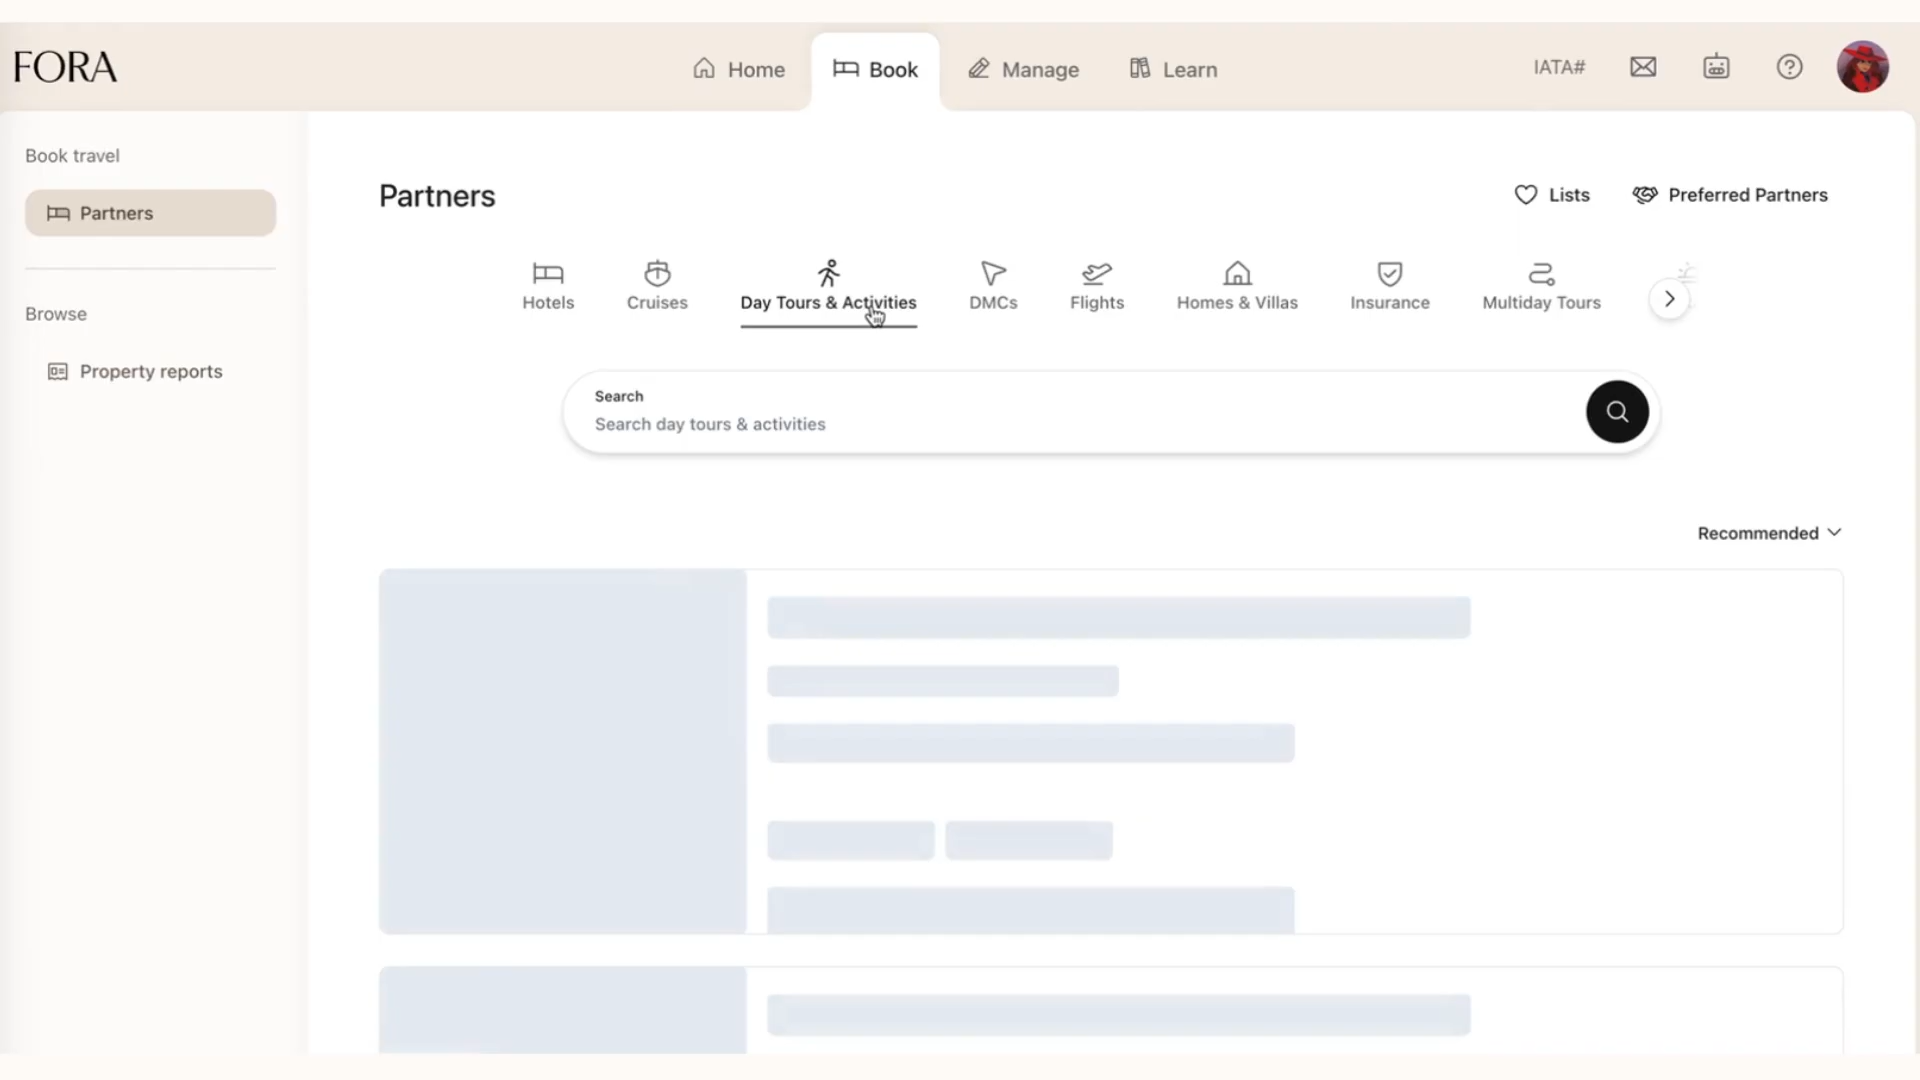 FORA
Home
Book
Manage
Learn
IATA#
Book travel
Partners
Browse
Property reports
Partners
Lists
Preferred Partners
Hotels
Cruises
Day Tours & Activities
DMCs
Flights
Homes & Villas
Insurance
Multiday Tours
Search
Search day tours & activities
Recommended